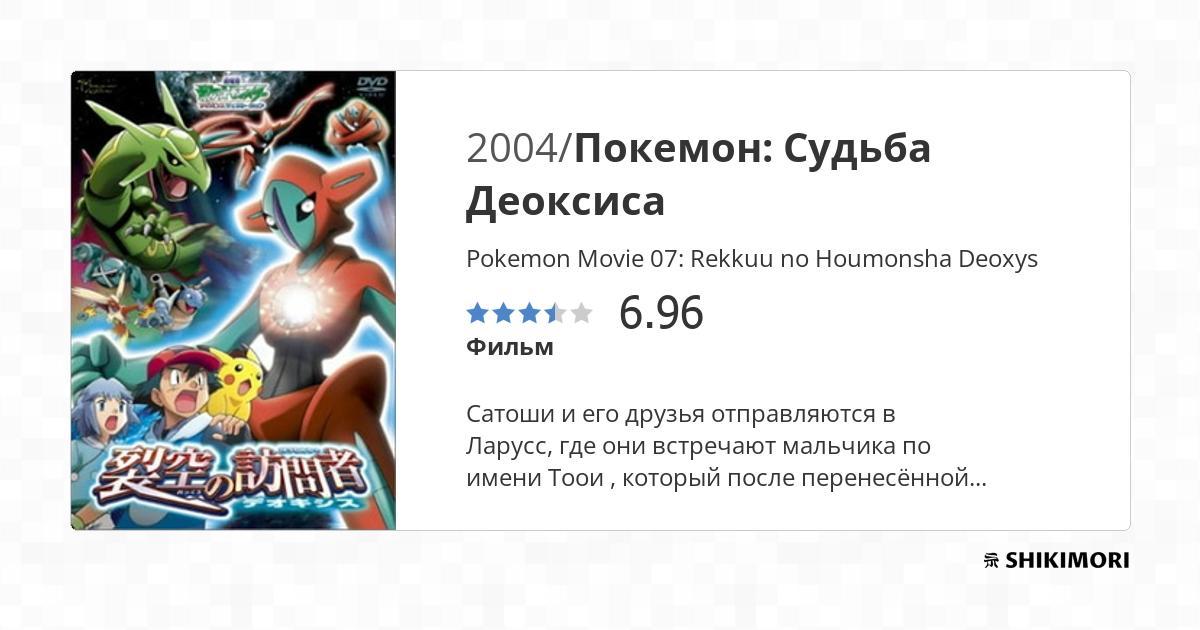 DVD
VIDEO
裂空の訪問者
デオキシス
2004/Покемон: Судьба
Деоксиса
Pokemon Movie 07: Rekkuu no Houmonsha Deoxys
6.96
Фильм
Сатоши и его друзья отправляются в
Ларусс, где они встречают мальчика по
имени Тоои , который после перенесённой...
SHIKIMORI